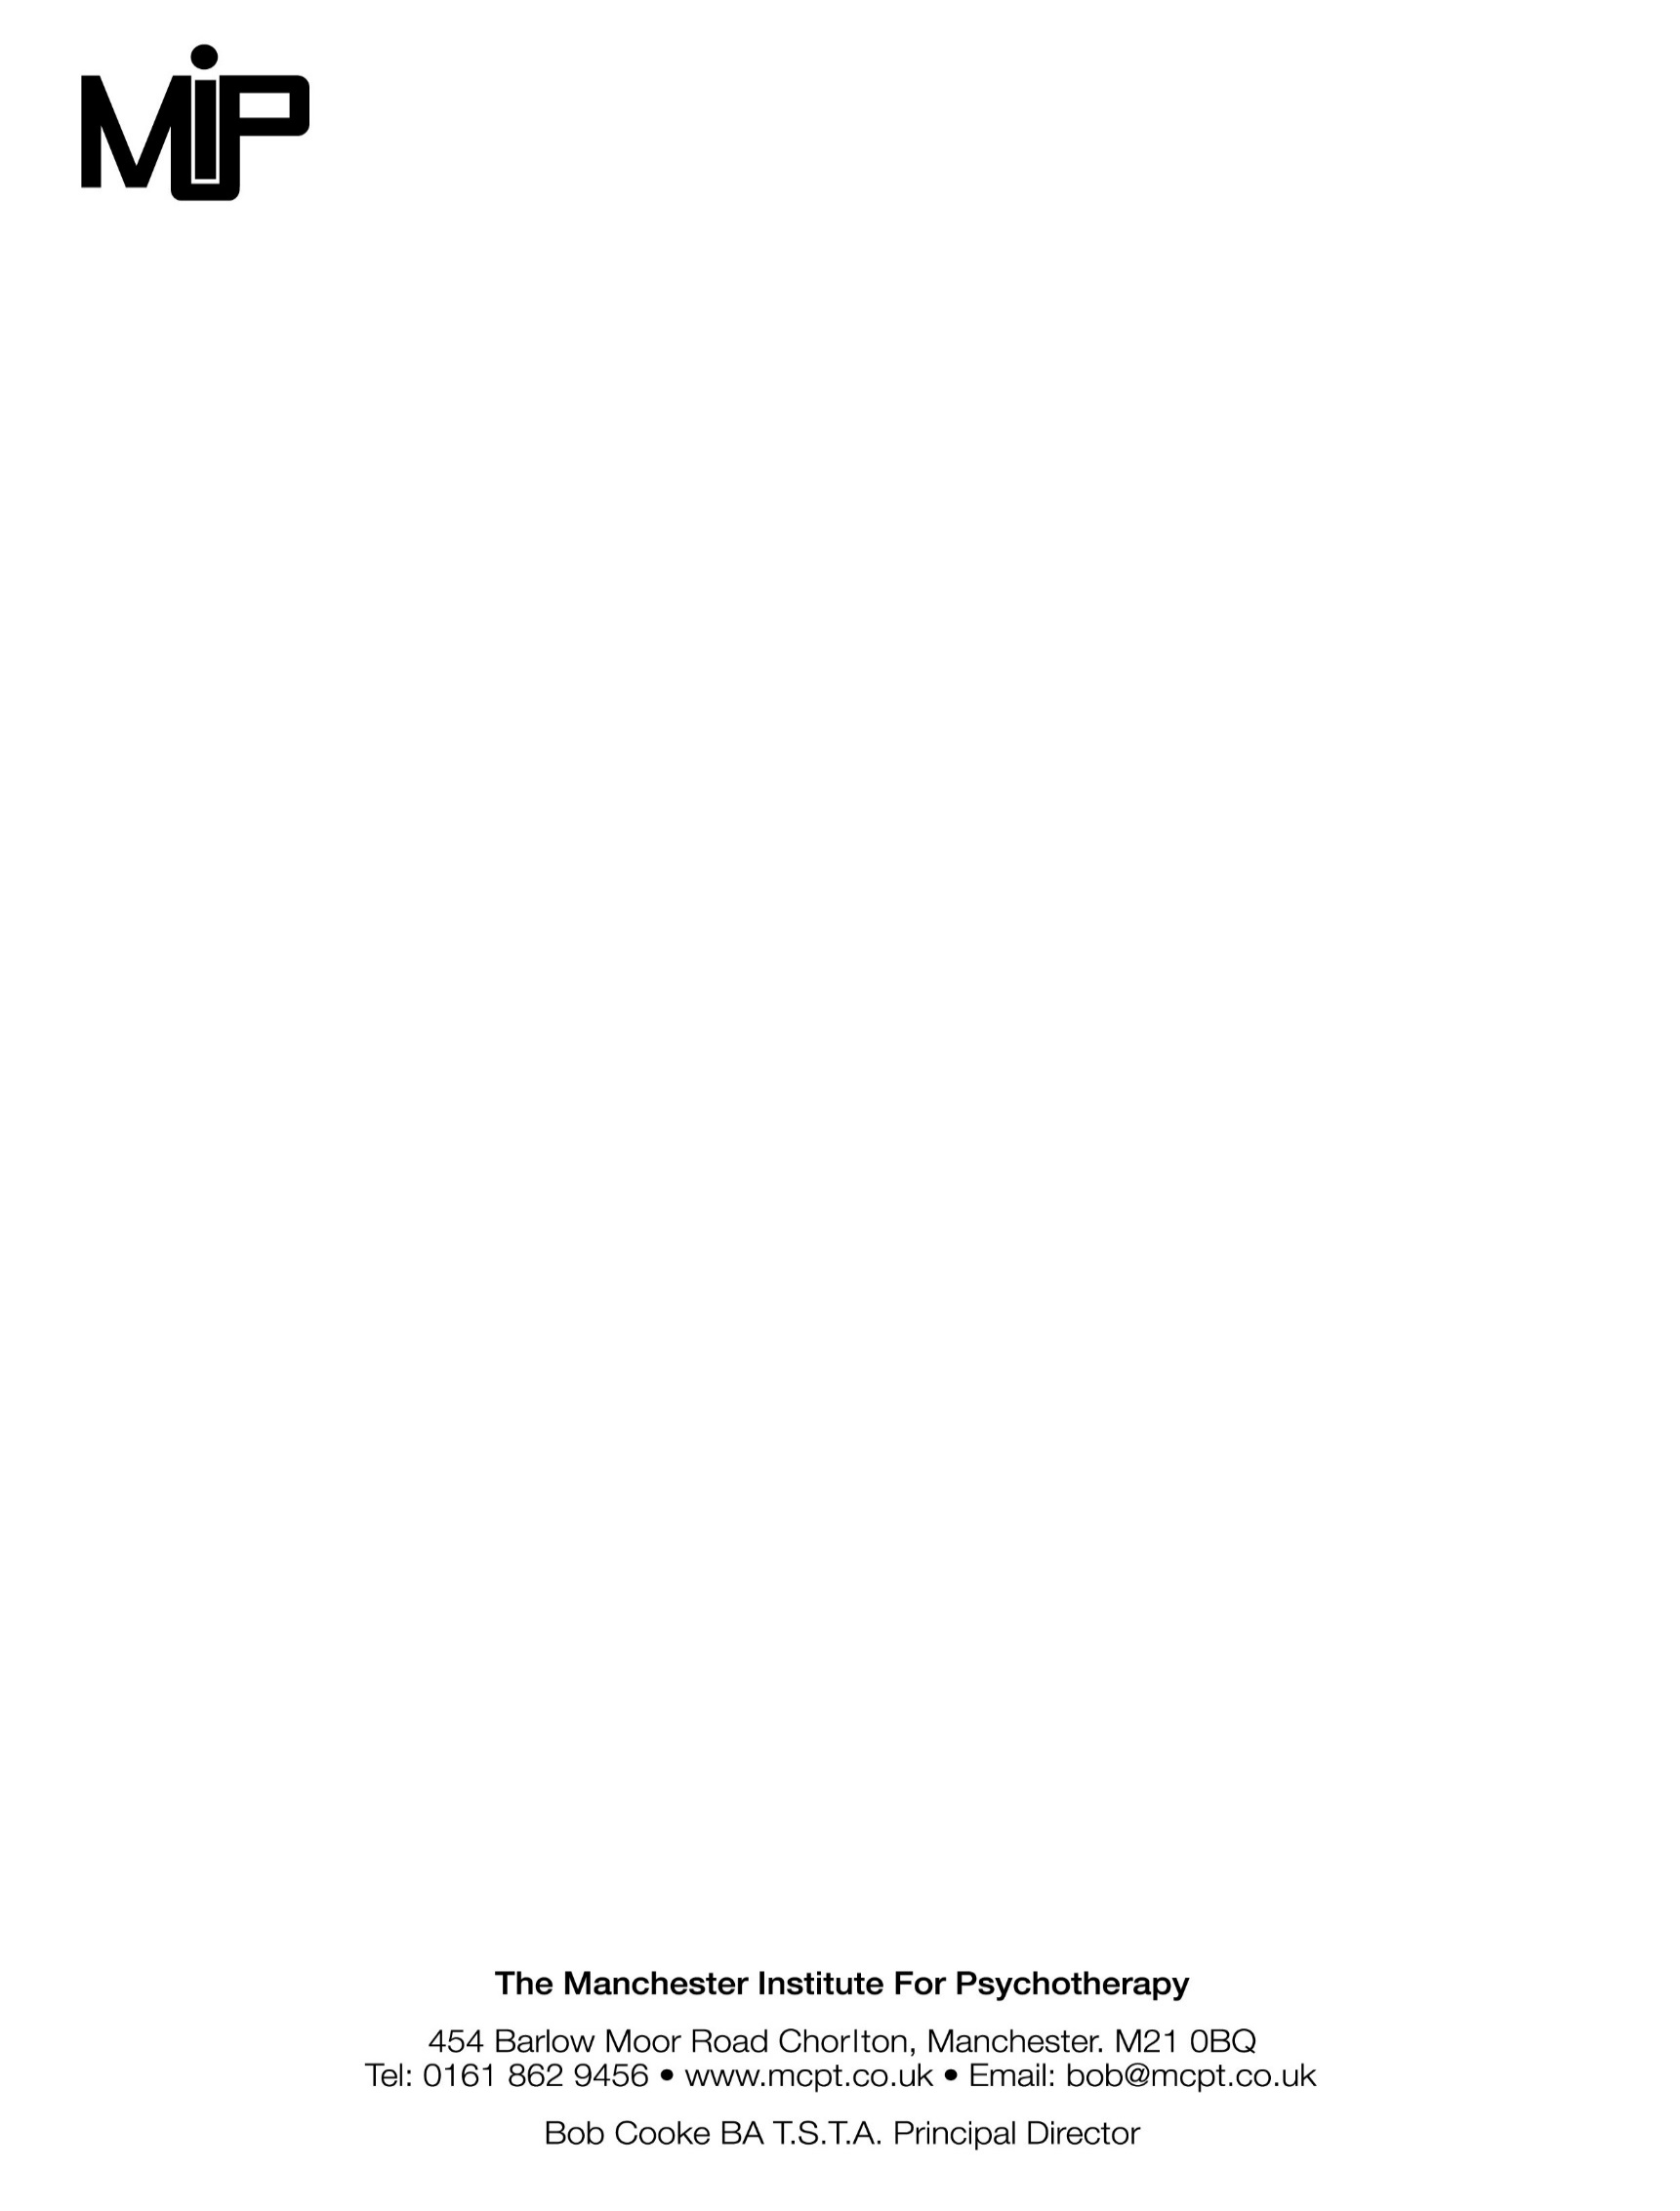 MiP
The Manchester Institute For Psychotherapy
454 Barlow Moor Road Chorlton, Manchester. M21 0BQ
Tel: 0161 862 9456 • www.mcpt.co.uk • Email: bob@mcpt.co.uk
Bob Cooke BA T.S.T.A. Principal Director